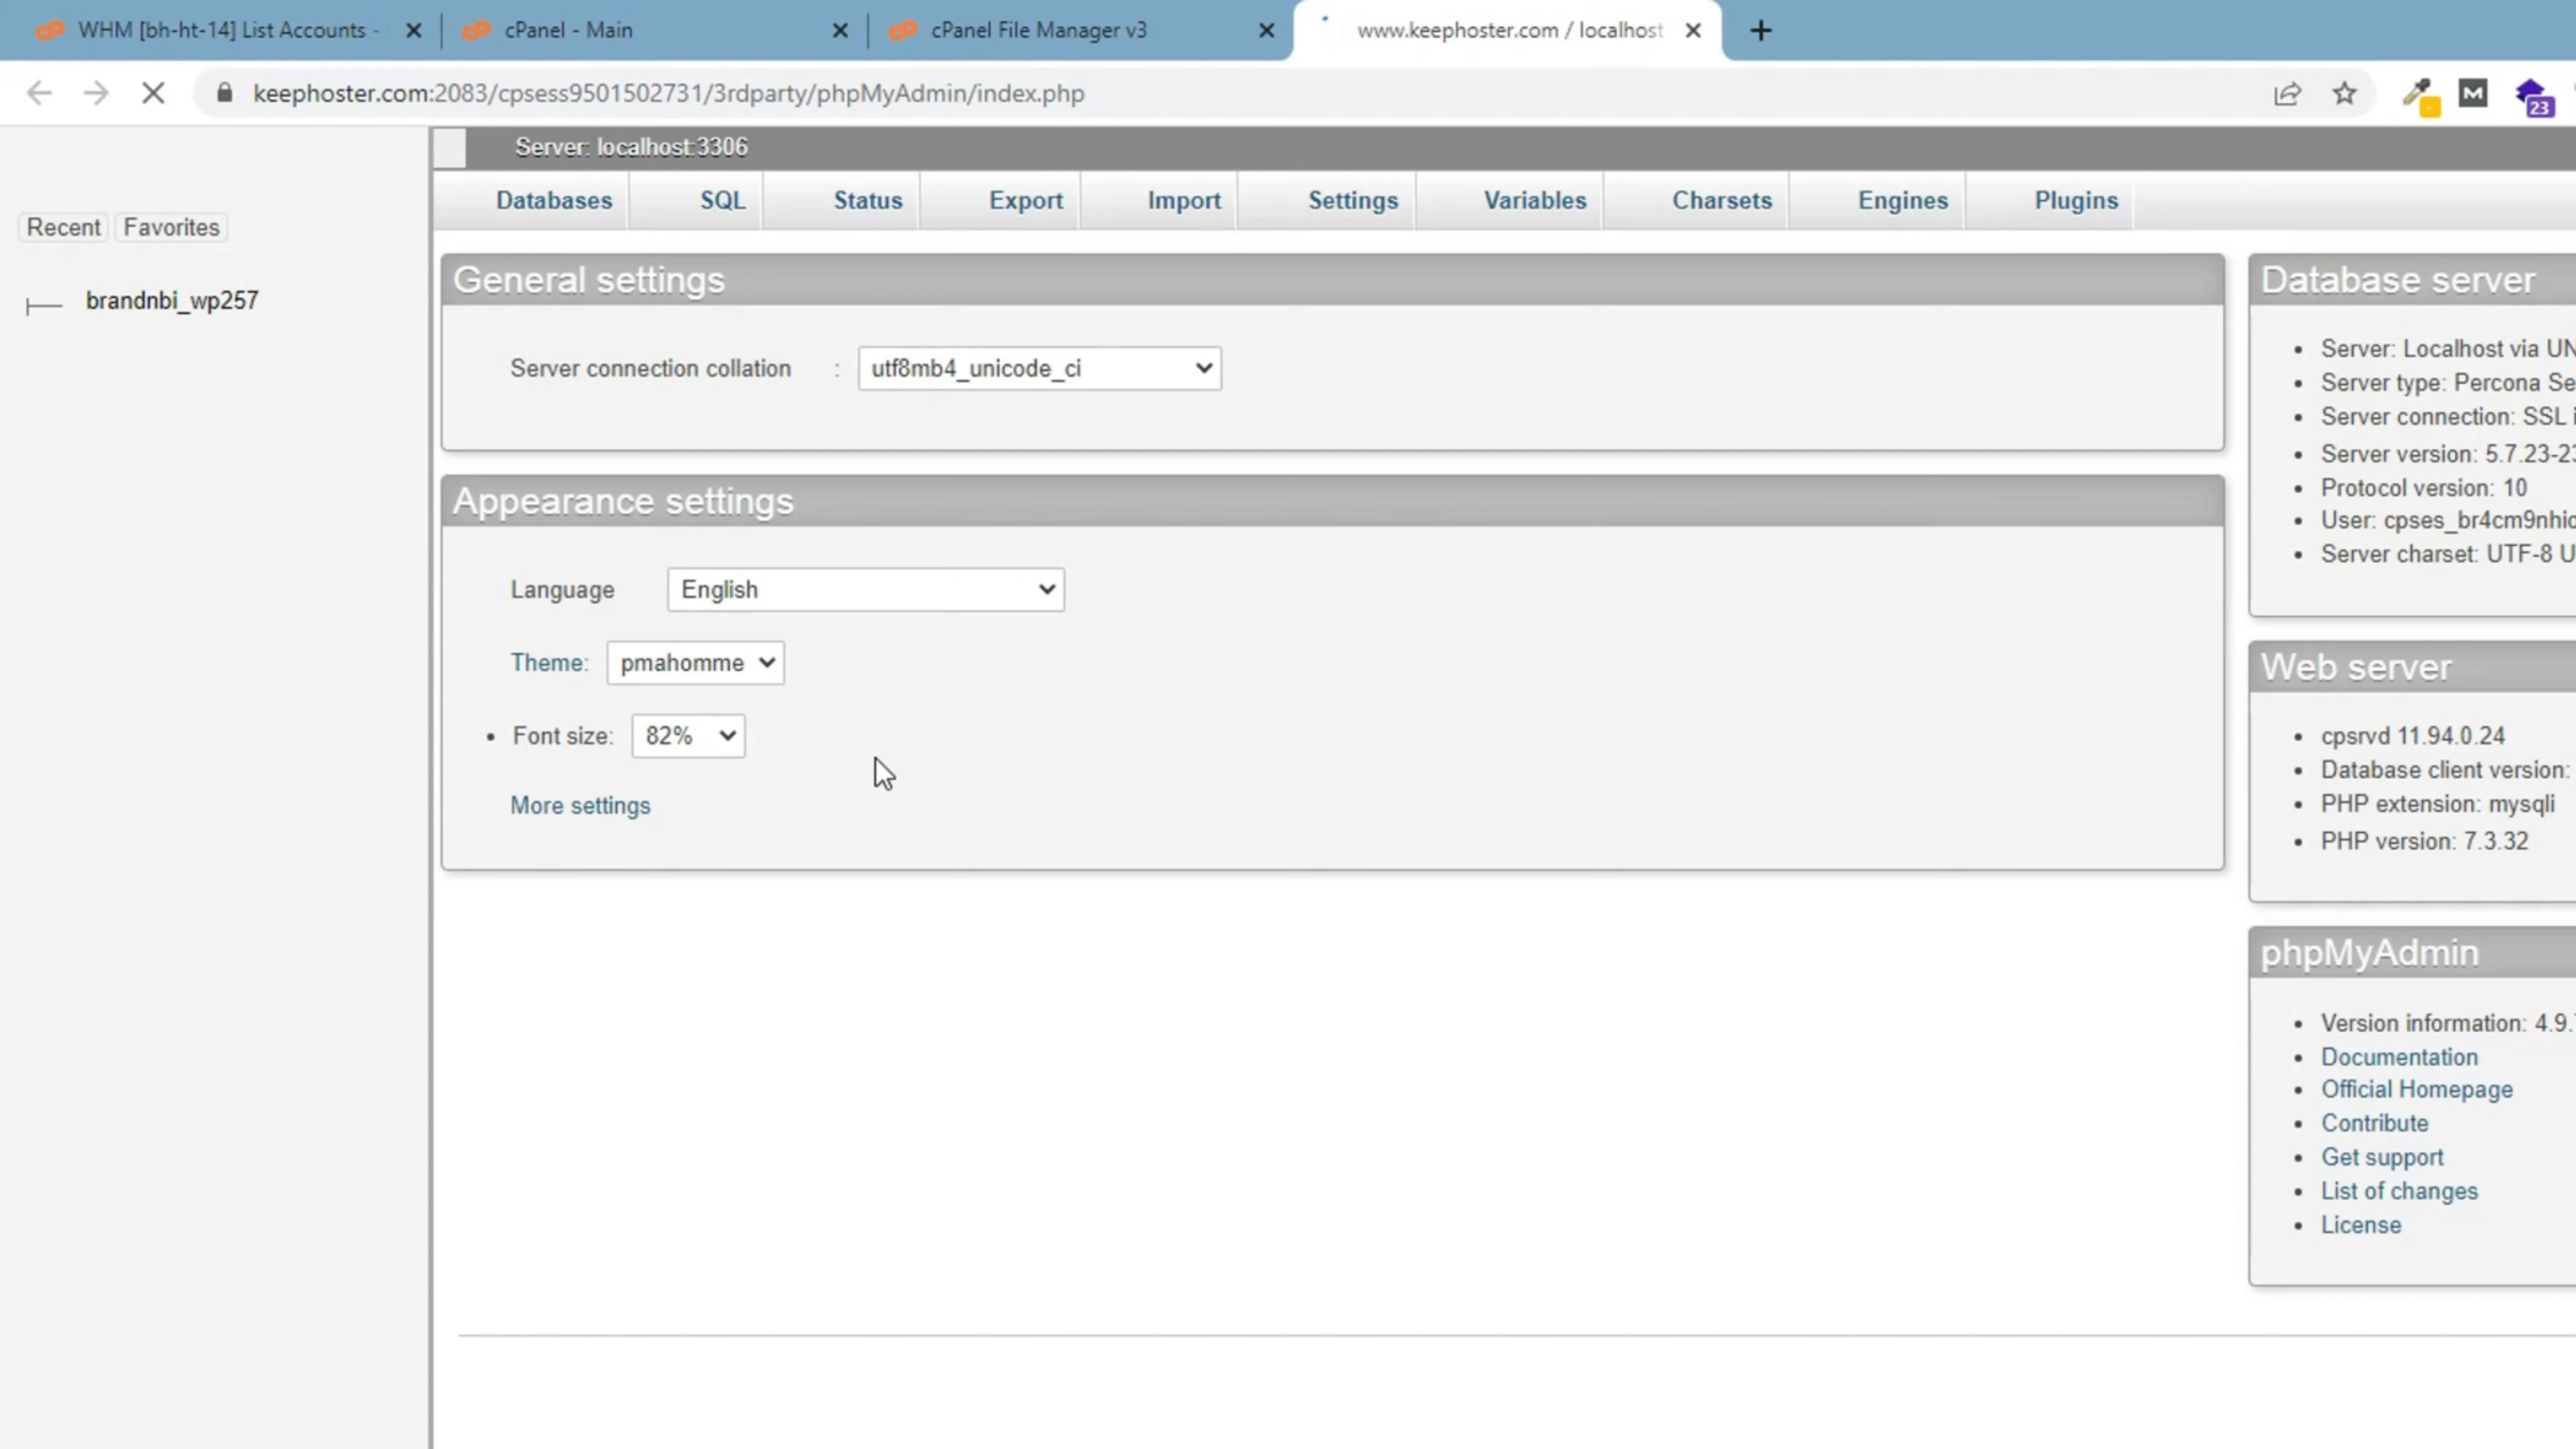 WHM [bh-ht-14] List Accounts -
cPanel - Main
cPanel File Manager v3
www.keephoster.com / localhost
keephoster.com:2083/cpsess9501502731/3rdparty/phpMyAdmin/index.php
M
23
Server: localhost:3306
Databases
SQL
Status
Export
Import
Settings
Variables
Charsets
Engines
Plugins
Recent
Favorites
brandnbi_wp257
General settings
Server connection collation : utf8mb4_unicode_ci
Appearance settings
Language English
Theme: pmahomme
• Font size: 82%
More settings
Database server
• Server: Localhost via UN
• Server type: Percona Se
• Server connection: SSL i
• Server version: 5.7.23-23
• Protocol version: 10
• User: cpses_br4cm9nhio
• Server charset: UTF-8 U
Web server
• cpsrvd 11.94.0.24
• Database client version:
• PHP extension: mysqli
• PHP version: 7.3.32
phpMyAdmin
• Version information: 4.9.
• Documentation
• Official Homepage
• Contribute
• Get support
• List of changes
• License